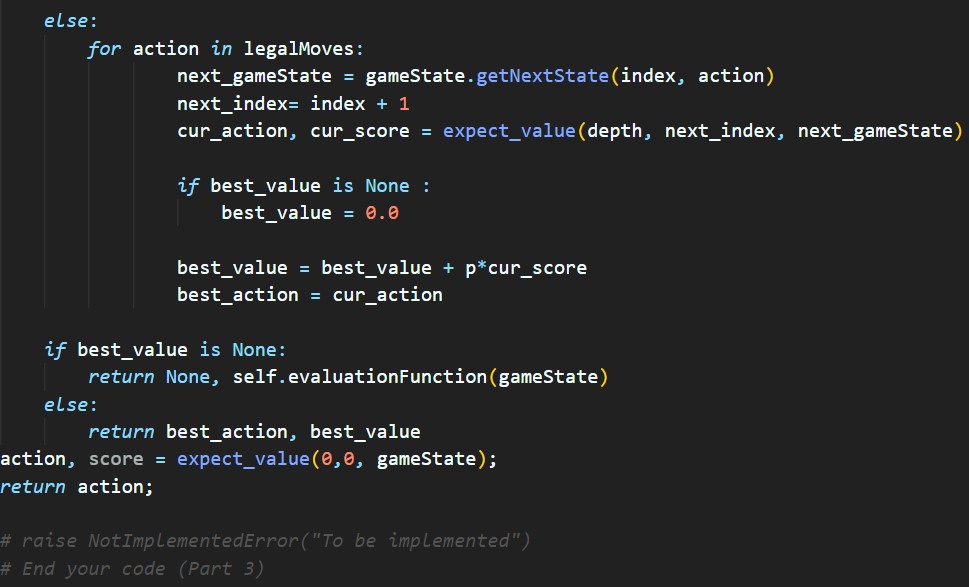 else:
for action in legalMoves:
next_gameState = gameState.getNextState(index, action)
next_index= index + 1
cur_action, cur_score = expect_value(depth, next_index, next_gameState)
if best_value is None :
best_value = 0.0
best_value = best_value + p*cur_score
best_action = cur_action
if best_value is None:
return None, self.evaluationFunction(gameState)
else:
return best_action, best_value
action, score = expect_value(0,0, gameState);
return action;
# raise NotImplementedError("To be implemented")
# End your code (Part 3)